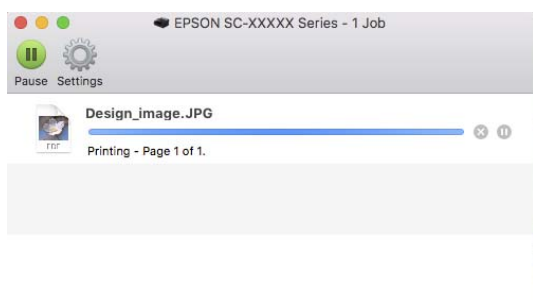 EPSON SC-XXXXX Series - 1 Job
Pause Settings
Design_image.JPG
Printing - Page 1 of 1.